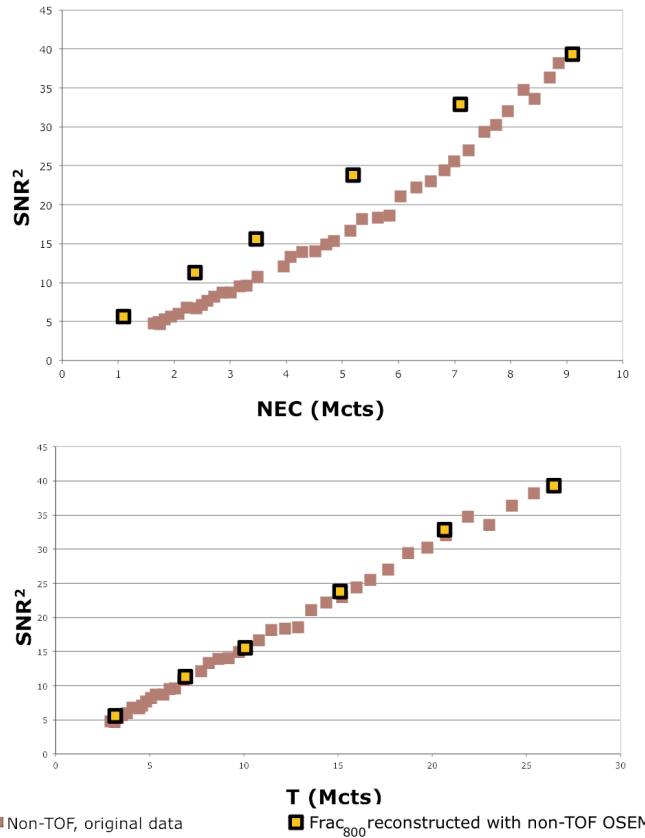 45
40
35
30
25
20
15
10
5
0
SNR²
0 1 2 3 4 5 6 7 8 9 10
NEC (Mcts)
45
40
35
30
25
20
15
10
5
0
SNR²
0 5 10 15 20 25 30
T (Mcts)
Non-TOF, original data Frac₈₀₀ reconstructed with non-TOF OSEM